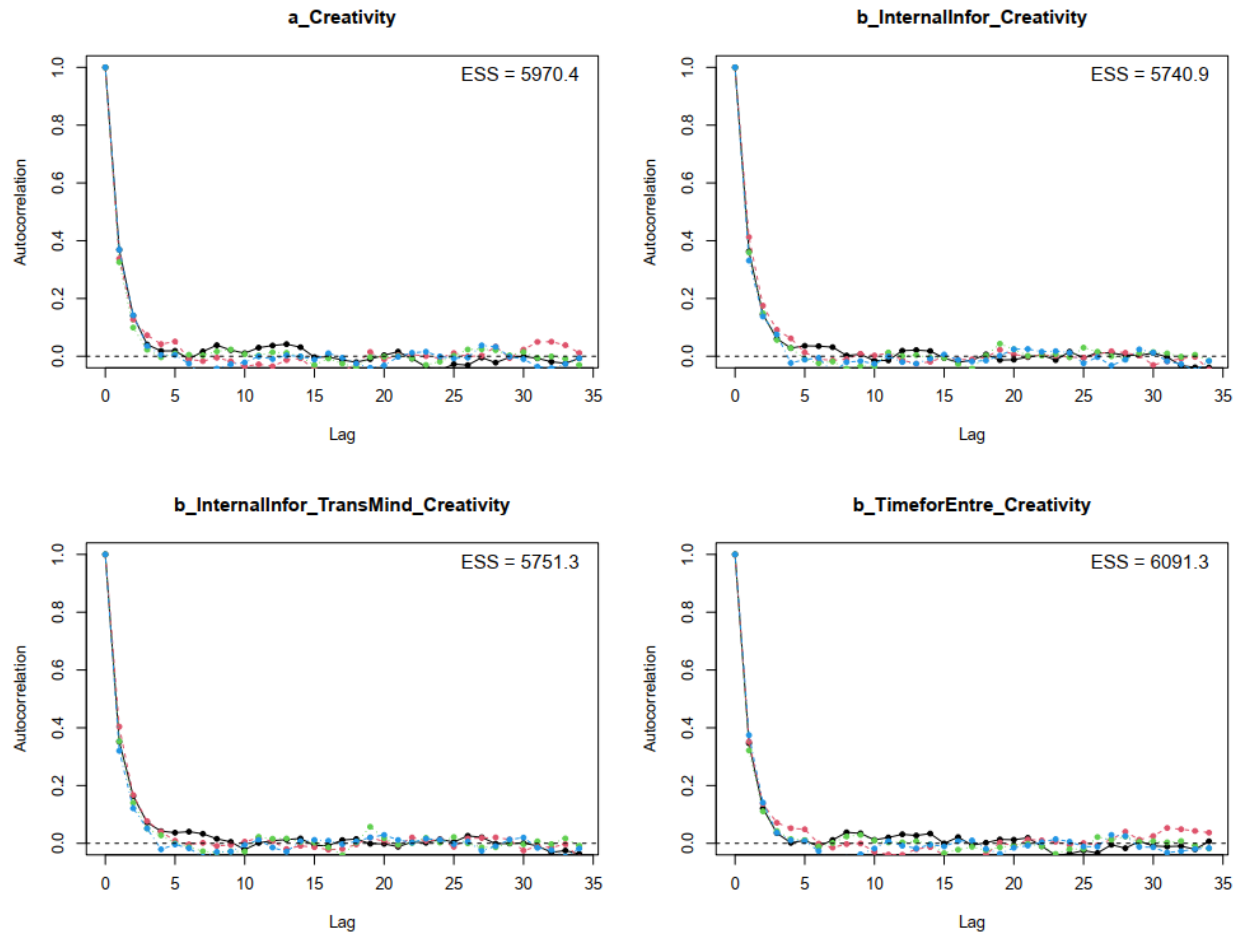 a_Creativity
ESS = 5970.4
Autocorrelation
1.0
0.8
0.6
0.4
0.2
0.0
0 5 10 15 20 25 30 35
Lag
b_InternalInfor_Creativity
ESS = 5740.9
Autocorrelation
1.0
0.8
0.6
0.4
0.2
0.0
0 5 10 15 20 25 30 35
Lag
b_InternalInfor_TransMind_Creativity
ESS = 5751.3
Autocorrelation
1.0
0.8
0.6
0.4
0.2
0.0
0 5 10 15 20 25 30 35
Lag
b_TimeforEntre_Creativity
ESS = 6091.3
Autocorrelation
1.0
0.8
0.6
0.4
0.2
0.0
0 5 10 15 20 25 30 35
Lag